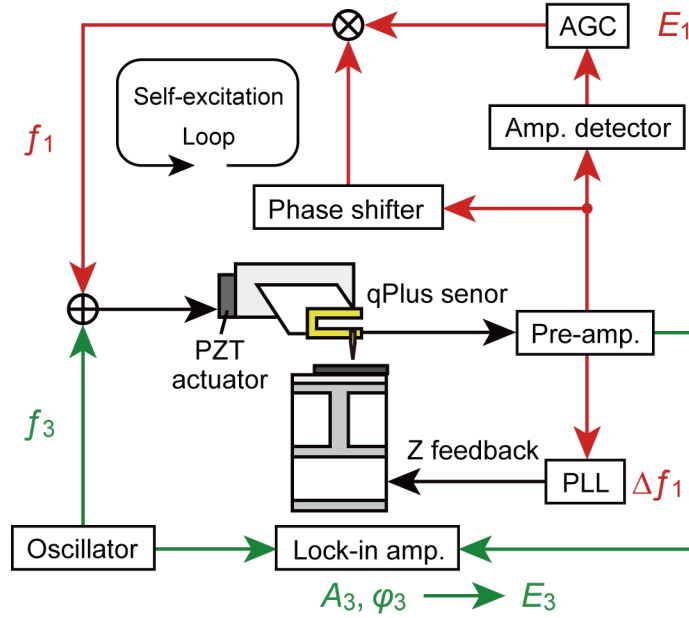 AGC
E1
Self-excitation
Loop
f1
Amp. detector
Phase shifter
qPlus senor
Pre-amp.
PZT
actuator
f3
Z feedback
PLL
Δf1
Oscillator
Lock-in amp.
A3, φ3
E3